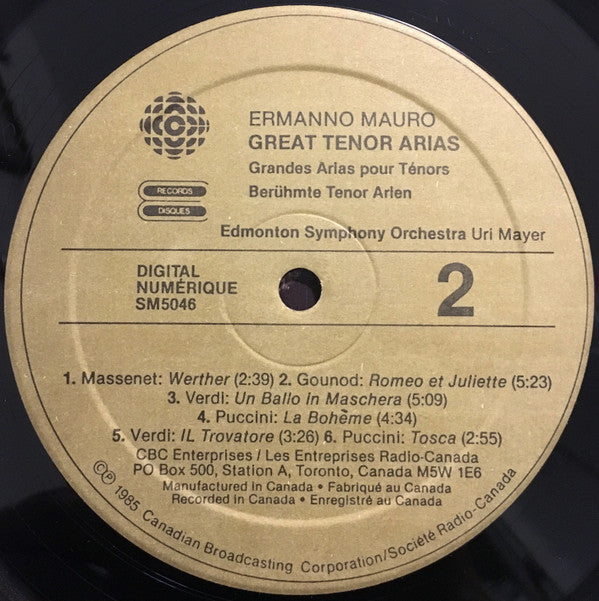 ERMANNO MAURO
GREAT TENOR ARIAS
Grandes Arias pour Ténors
Berühmte Tenor Arien
RECORDS
DISQUES
Edmonton Symphony Orchestra Uri Mayer
DIGITAL
NUMÉRIQUE
SM5046
2
1. Massenet: Werther (2:39) 2. Gounod: Romeo et Juliette (5:23)
3. Verdi: Un Ballo in Maschera (5:09)
4. Puccini: La Bohème (4:34)
5. Verdi: IL Trovatore (3:26) 6. Puccini: Tosca (2:55)
CBC Enterprises / Les Entreprises Radio-Canada
PO Box 500, Station A, Toronto, Canada M5W 1E6
Manufactured in Canada • Fabriqué au Canada
Recorded in Canada • Enregistré au Canada
©℗ 1985 Canadian Broadcasting Corporation/Société Radio-Canada